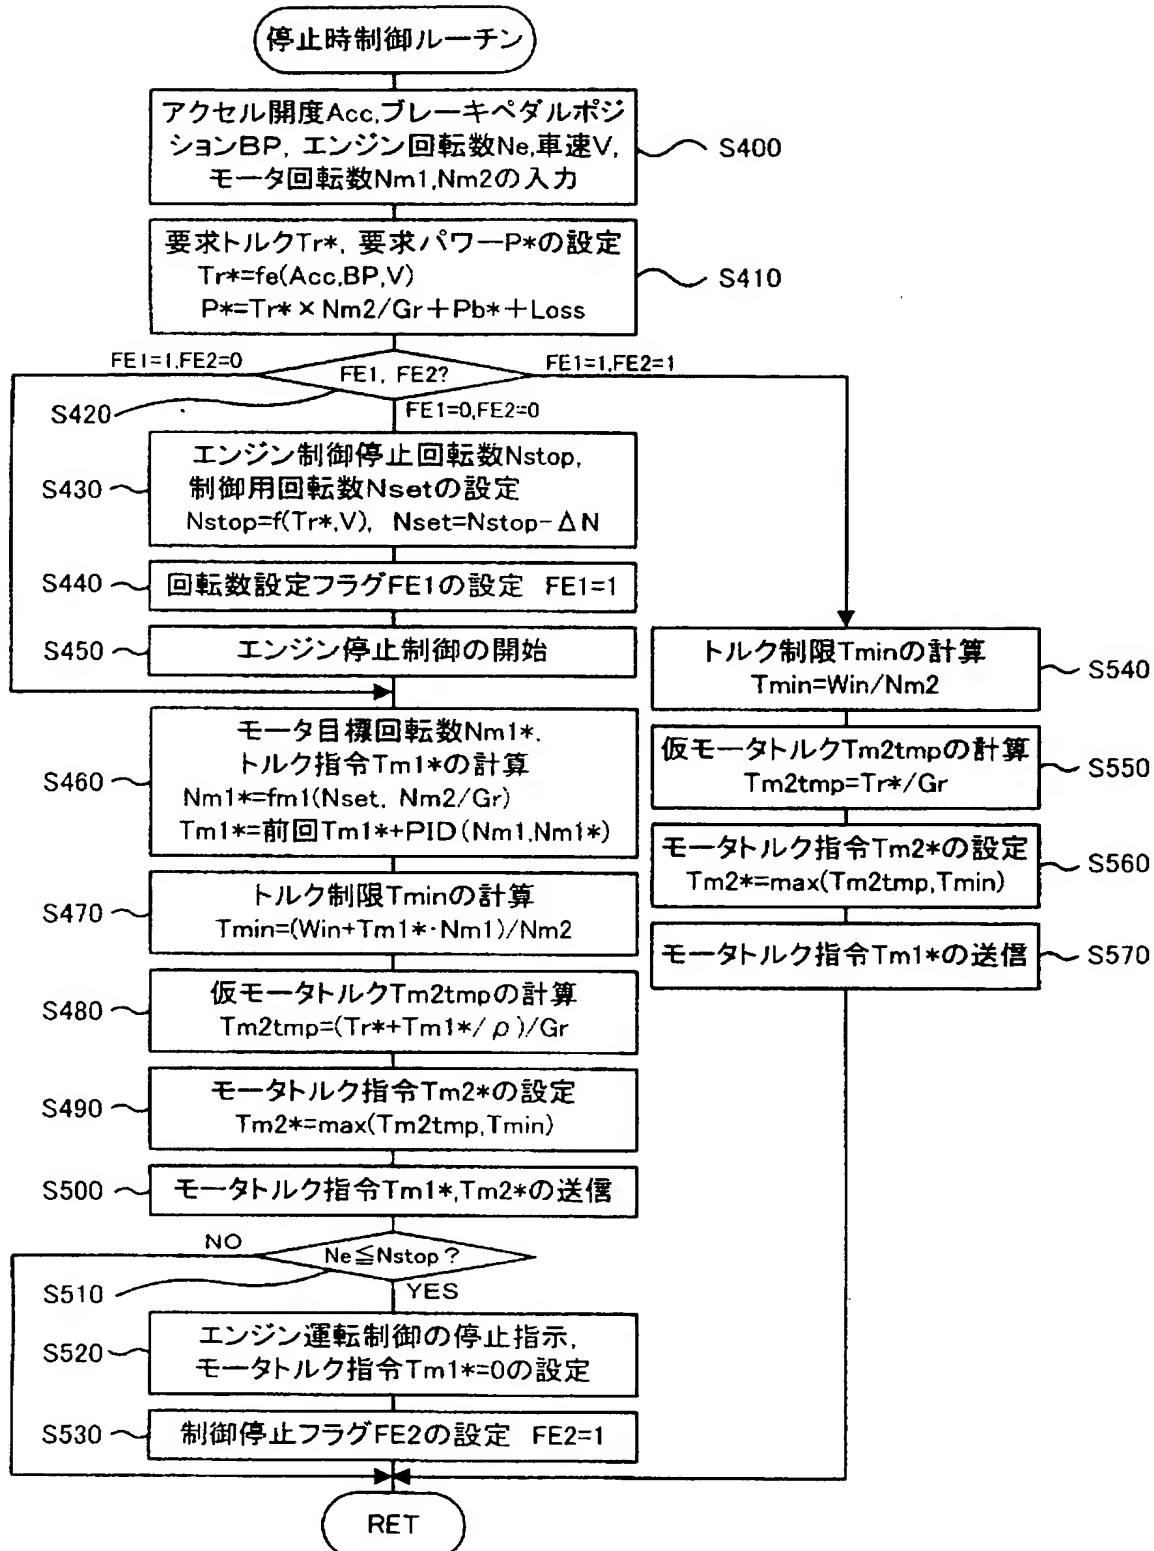 停止時制御ルーチン
アクセル開度Acc,ブレーキペダルポジ
ションBP, エンジン回転数Ne,車速V,
モータ回転数Nm1,Nm2の入力
S400
要求トルクTr*, 要求パワーP*の設定
Tr*=fe(Acc,BP,V)
P*=Tr*×Nm2/Gr+Pb*+Loss
S410
FE1=1,FE2=0
FE1, FE2?
FE1=1,FE2=1
S420
FE1=0,FE2=0
エンジン制御停止回転数Nstop,
制御用回転数Nsetの設定
Nstop=f(Tr*,V), Nset=Nstop-ΔN
S430
S440
回転数設定フラグFE1の設定 FE1=1
S450
エンジン停止制御の開始
モータ目標回転数Nm1*,
トルク指令Tm1*の計算
Nm1*=fm1(Nset, Nm2/Gr)
Tm1*=前回Tm1*+PID(Nm1,Nm1*)
S460
トルク制限Tminの計算
Tmin=(Win+Tm1*·Nm1)/Nm2
S470
仮モータトルクTm2tmpの計算
Tm2tmp=(Tr*+Tm1*/ρ)/Gr
S480
モータトルク指令Tm2*の設定
Tm2*=max(Tm2tmp,Tmin)
S490
S500
モータトルク指令Tm1*,Tm2*の送信
NO
Ne≦Nstop?
S510
YES
エンジン運転制御の停止指示,
モータトルク指令Tm1*=0の設定
S520
S530
制御停止フラグFE2の設定 FE2=1
トルク制限Tminの計算
Tmin=Win/Nm2
S540
仮モータトルクTm2tmpの計算
Tm2tmp=Tr*/Gr
S550
モータトルク指令Tm2*の設定
Tm2*=max(Tm2tmp,Tmin)
S560
モータトルク指令Tm1*の送信
S570
RET